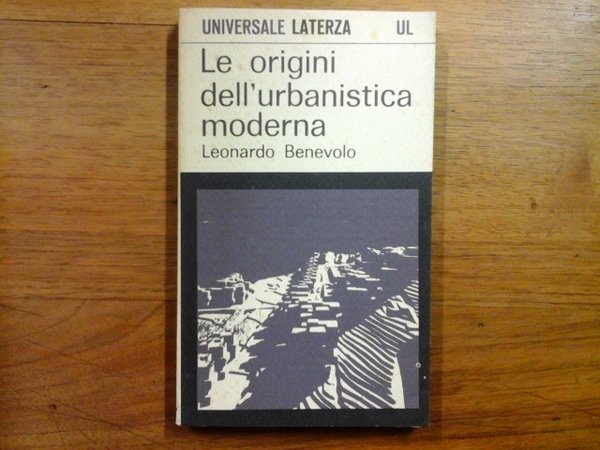 UNIVERSALE LATERZA UL
Le origini
dell'urbanistica
moderna
Leonardo Benevolo